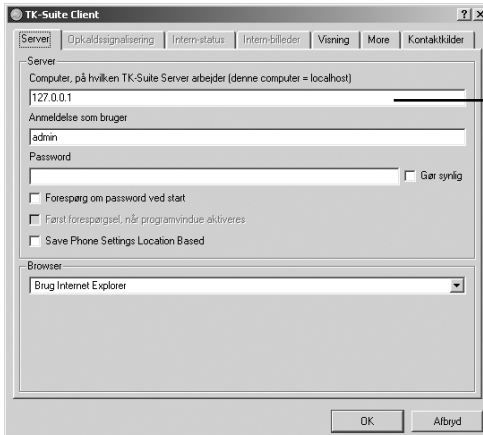 TK-Suite Client
Server Opkaldssignalisering Intern-status Intern-billeder Visning More Kontaktkilder
Server
Computer, på hvilken TK-Suite Server arbejder (denne computer = localhost)
127.0.0.1
Anmeldelse som bruger
admin
Password
Gør synlig
Forespørg om password ved start
Først forespørgsel, når programvindue aktiveres
Save Phone Settings Location Based
Browser
Brug Internet Explorer
OK Afbryd